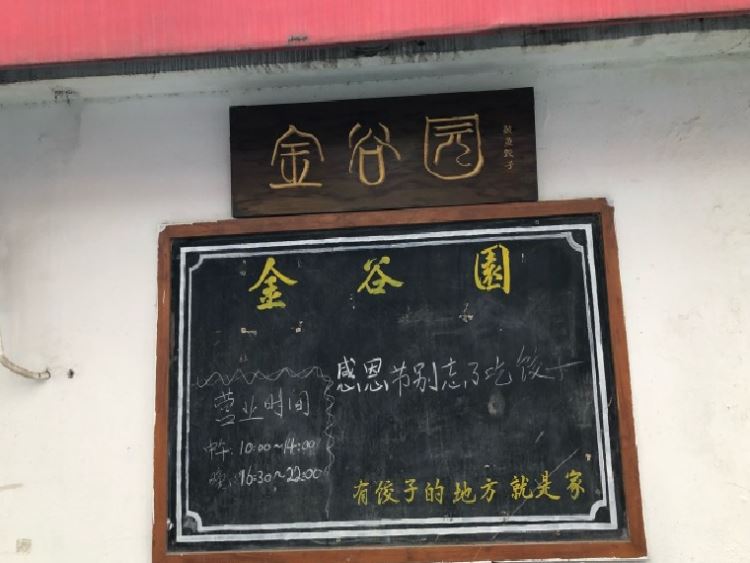 金谷园
饺子
金谷園
感恩节别忘了吃饺子
营业时间
中午:10:00~14:00
晚:16:30~22:00
有饺子的地方就是家